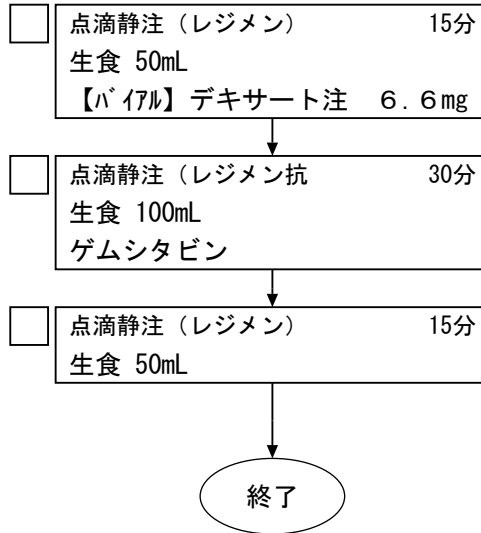 点滴静注（レジメン） 15分
生食 50mL
【ﾊﾞｲｱﾙ】デキサート注 ６.６mg
点滴静注（レジメン抗 30分
生食 100mL
ゲムシタビン
点滴静注（レジメン） 15分
生食 50mL
終了